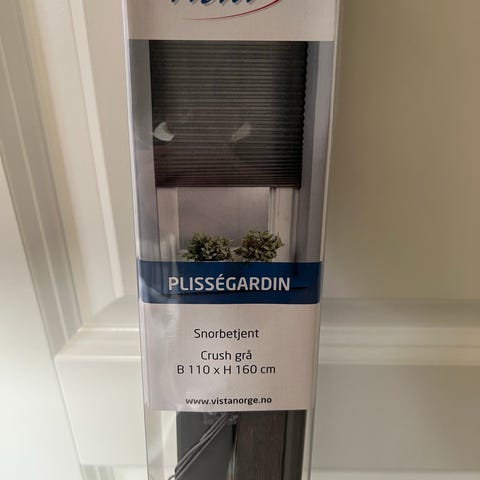 PLISSÉGARDIN
Snorbetjent
Crush grå
B 110 x H 160 cm
www.vistanorge.no